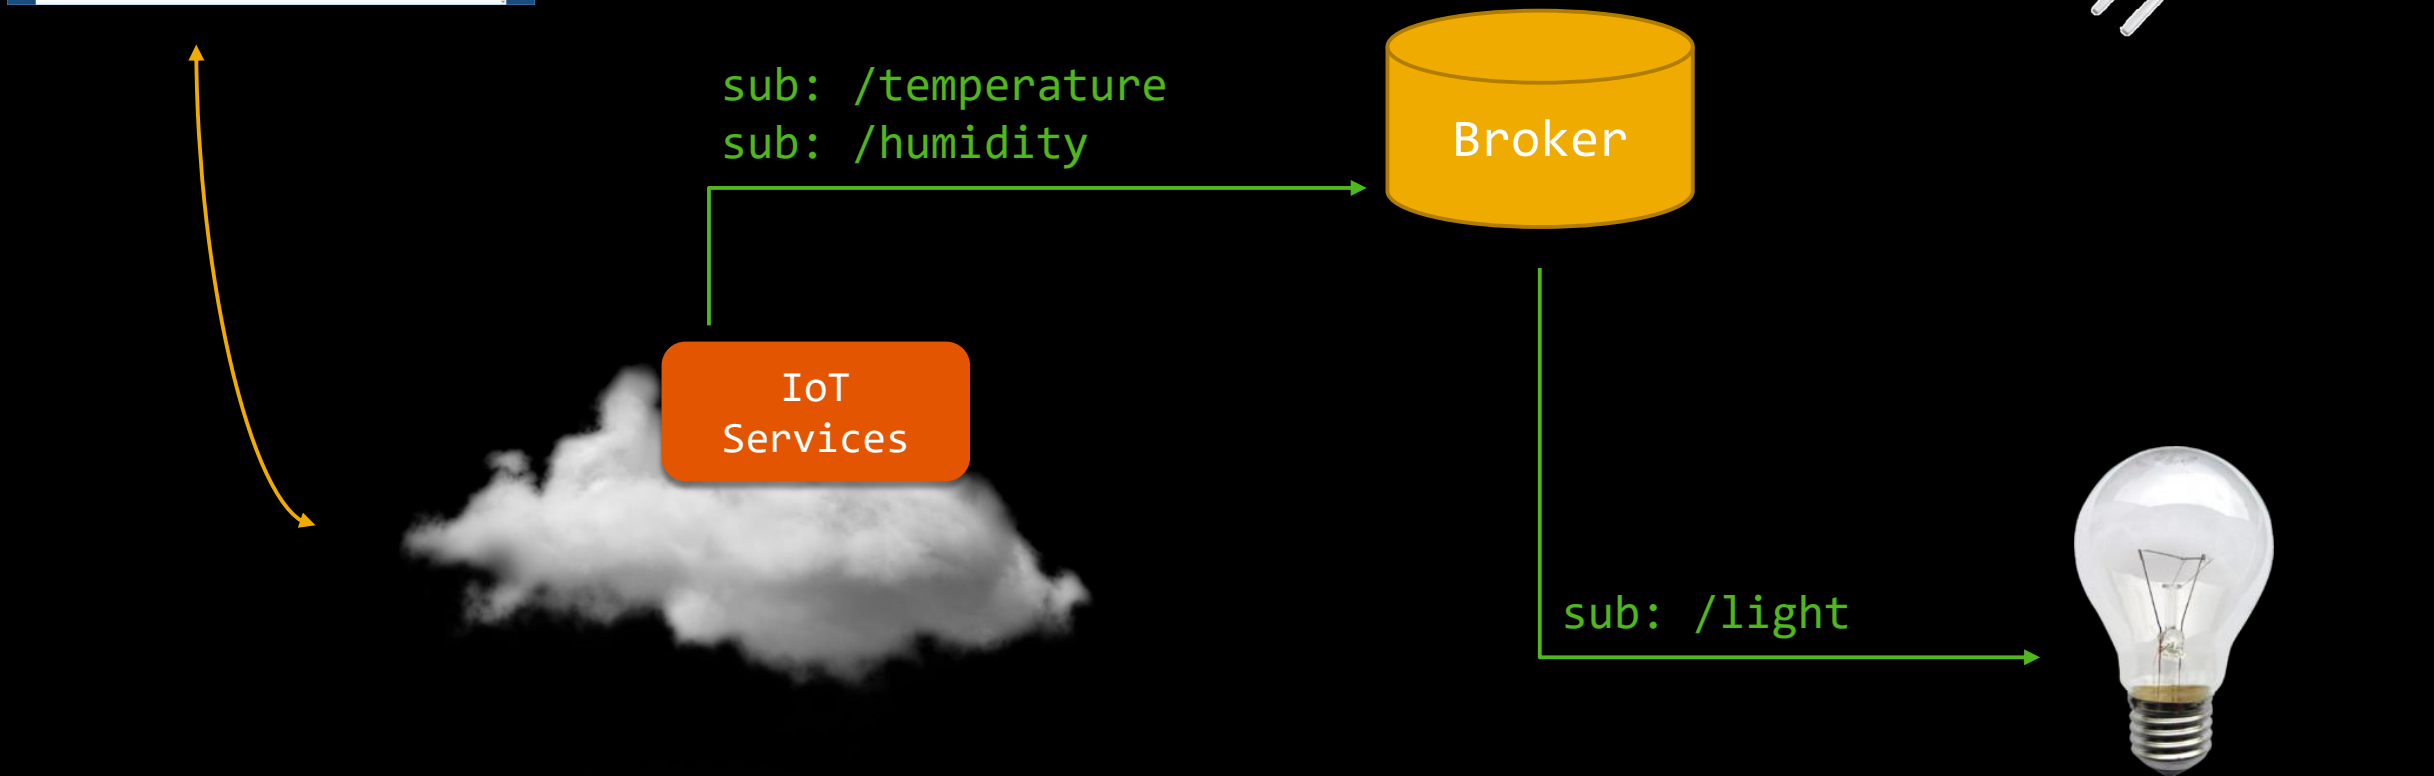 sub: /temperature
sub: /humidity
Broker
IoT
Services
sub: /light